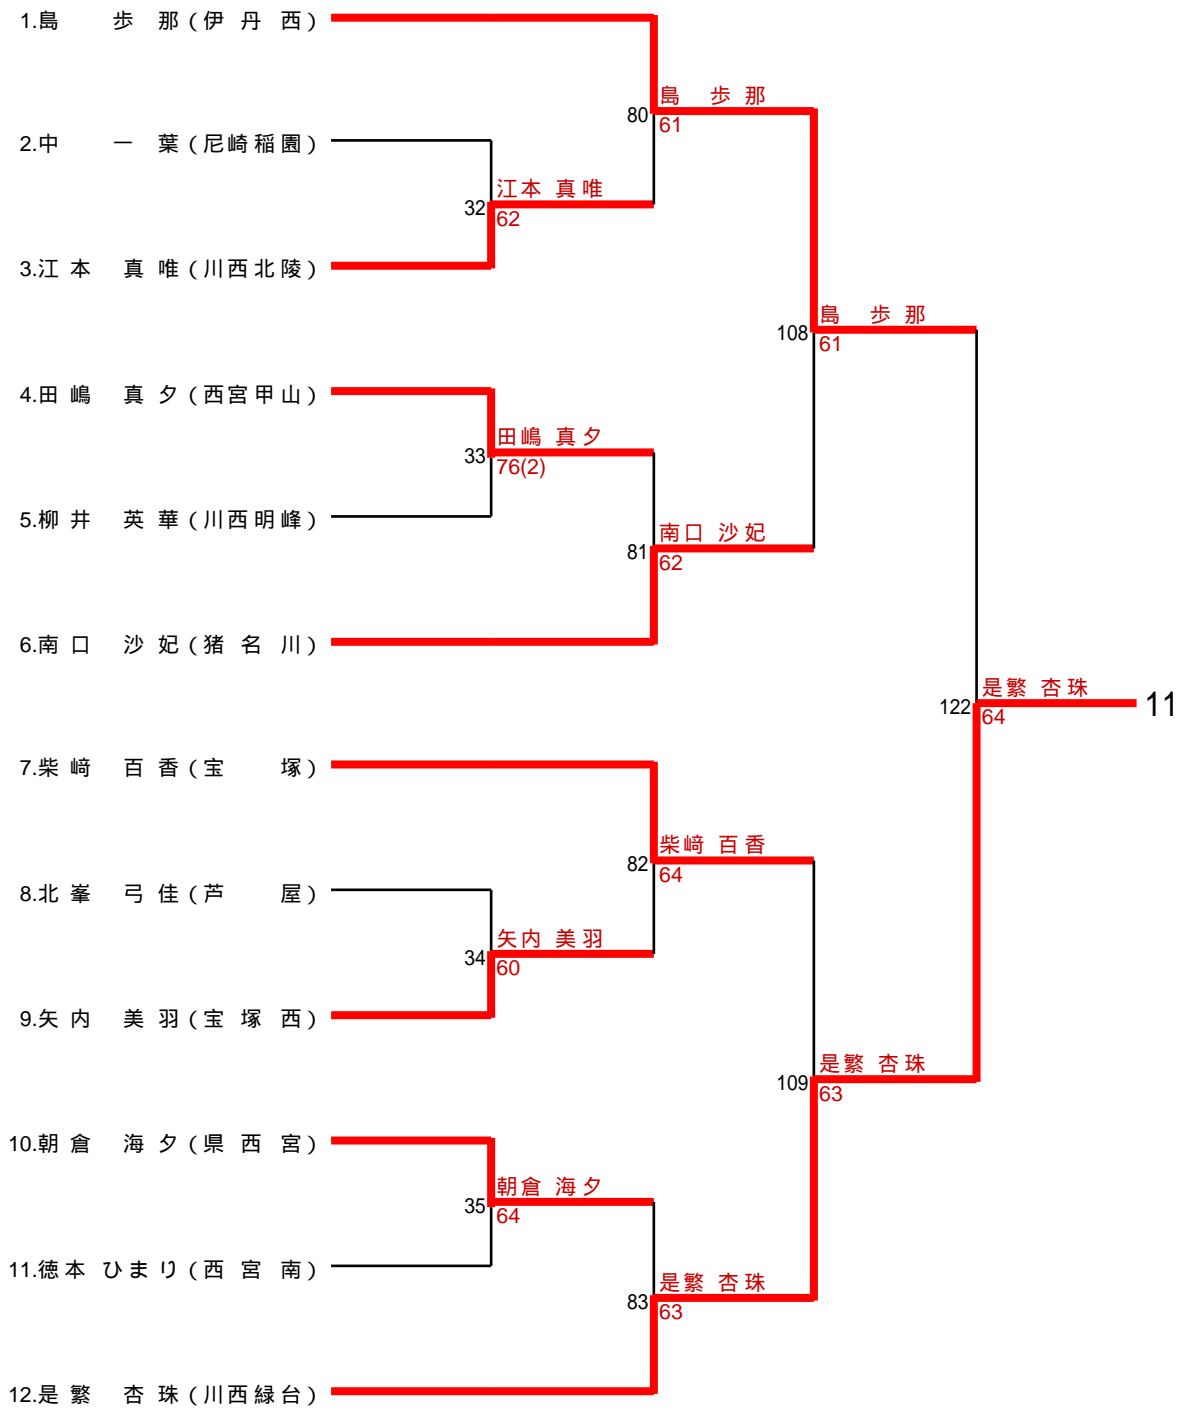 1.島 歩 那(伊 丹 西)
島 歩 那
80
61
2.中 一 葉(尼崎稲園)
江本 真唯
32
62
3.江 本 真 唯(川西北陵)
島 歩 那
108
61
4.田 嶋 真 夕(西宮甲山)
田嶋 真夕
33
76(2)
5.柳 井 英 華(川西明峰)
南口 沙妃
81
62
6.南 口 沙 妃(猪 名 川)
是繁 杏珠
122
11
64
7.柴 﨑 百 香(宝 塚)
柴﨑 百香
82
64
8.北 峯 弓 佳(芦 屋)
矢内 美羽
34
60
9.矢 内 美 羽(宝 塚 西)
是繁 杏珠
109
63
10.朝 倉 海 夕(県 西 宮)
朝倉 海夕
35
64
11.徳本 ひまり(西 宮 南)
是繁 杏珠
83
63
12.是 繁 杏 珠(川西緑台)